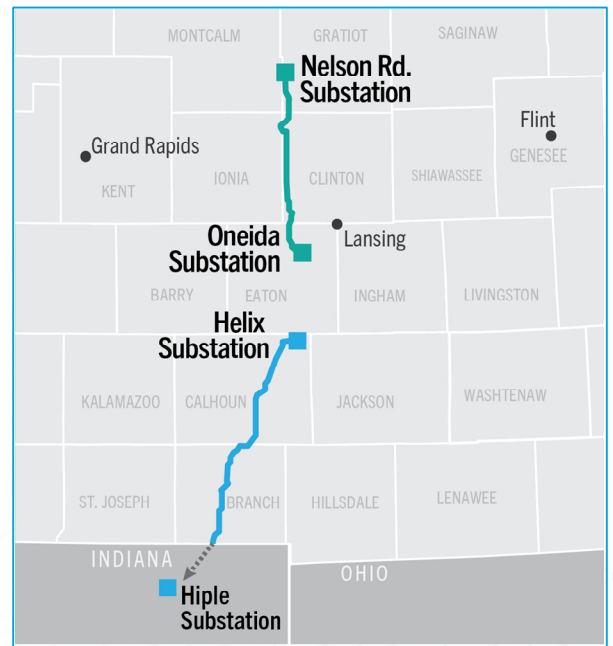 MONTCALM
GRATIOT
SAGINAW
Nelson Rd.
Substation
Flint
Grand Rapids
GENESEE
KENT
IONIA
CLINTON
SHIAWASSEE
Oneida
Substation
Lansing
BARRY
EATON
INGHAM
LIVINGSTON
Helix
Substation
KALAMAZOO
CALHOUN
JACKSON
WASHTENAW
ST. JOSEPH
BRANCH
HILLSDALE
LENAWEE
INDIANA
OHIO
Hiple
Substation